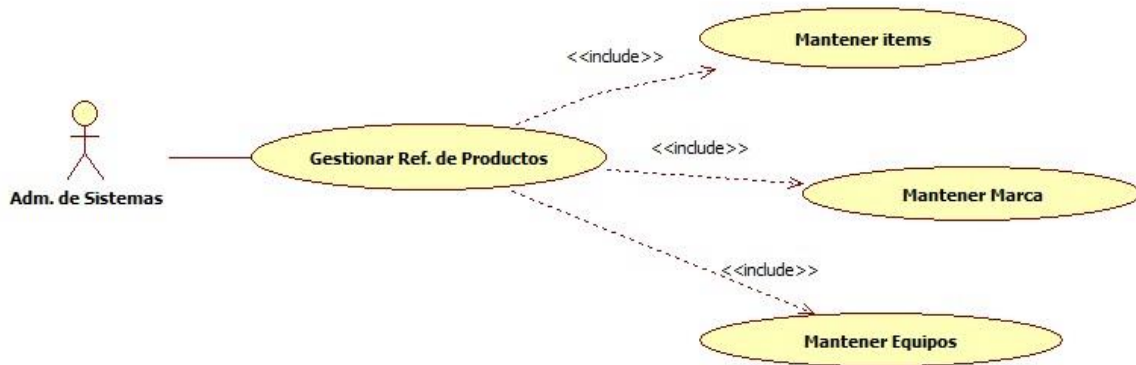 Mantener items
<<include>>
Gestionar Ref. de Productos
<<include>>
Adm. de Sistemas
Mantener Marca
<<include>>
Mantener Equipos